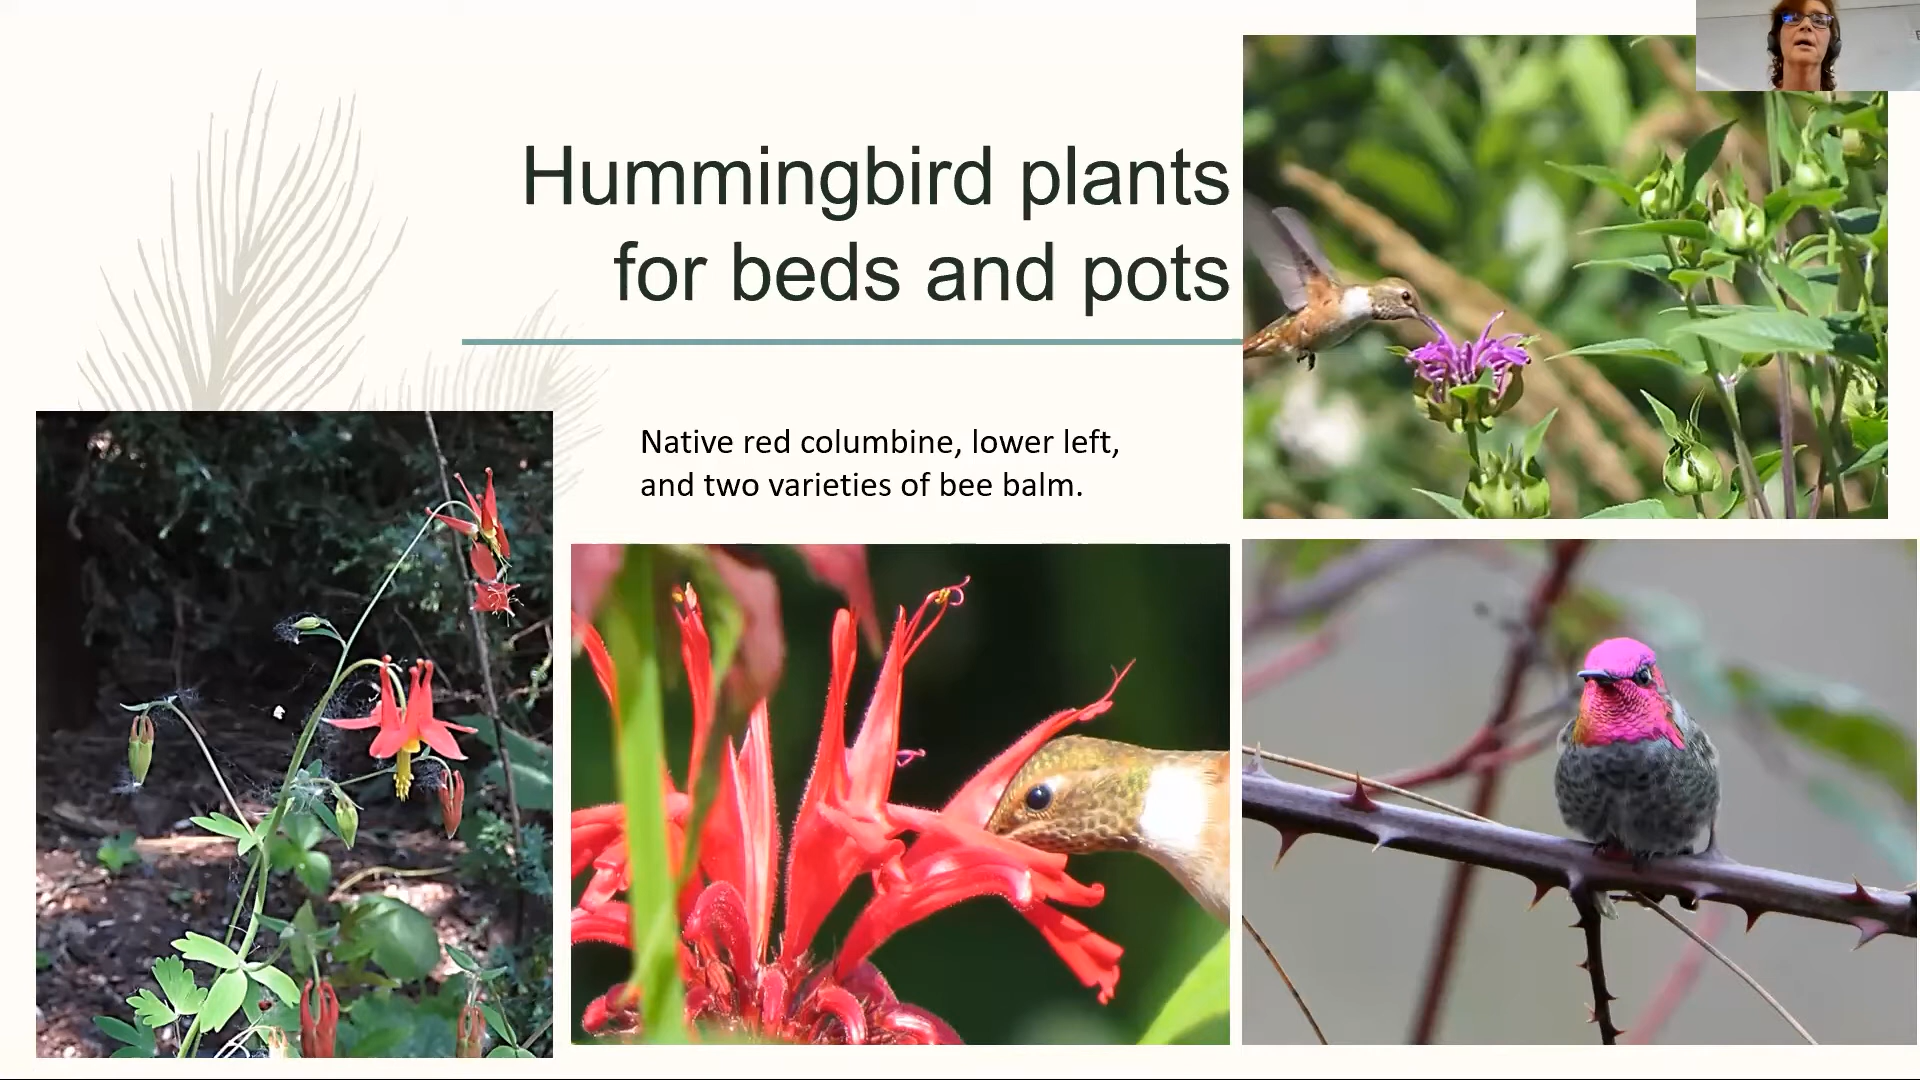 Hummingbird plants
for beds and pots
Native red columbine, lower left,
and two varieties of bee balm.